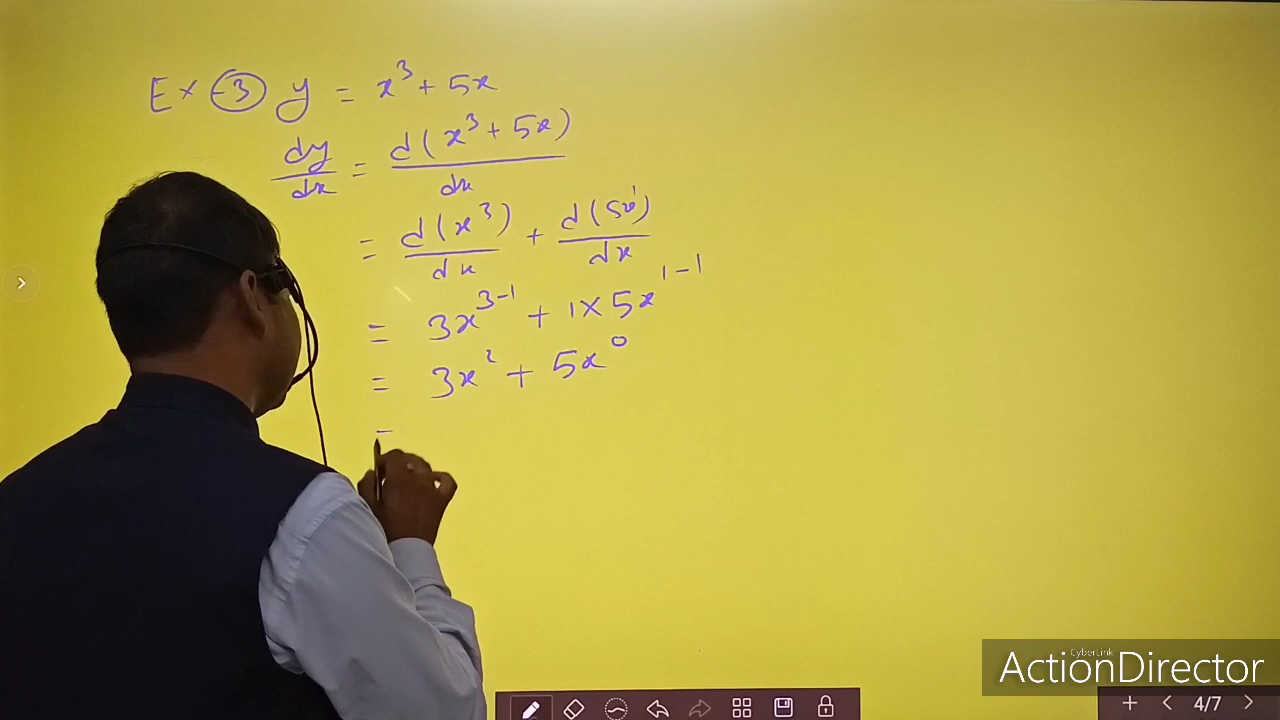 Ex-3 y = x³ + 5x
dy/dx = d(x³ + 5x)/dx
= d(x³)/dx + d(5x¹)/dx
= 3x³⁻¹ + 1×5x¹⁻¹
= 3x² + 5x⁰
=
CyberLink
ActionDirector
4/7